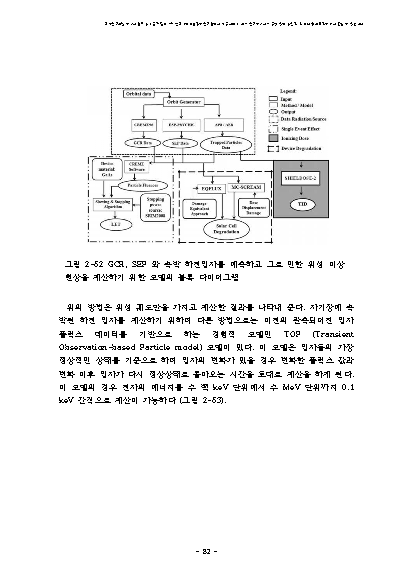 Orbital data
Orbit Generator
CREME86
ESP-PSYCHIC
AP8 / AE8
GCR Data
SEP Data
Trapped Particles
Data
Legend:
Input
Method / Model
Output
Data Radiation Source
Single Event Effect
Ionizing Dose
Device Degradation
Device
material:
GaAs
CREME
Software
Particle Fluences
Slowing & Stopping
Algorithm
Stopping
power
source:
LET
EQFLUX
MC-SCREAM
Damage
Equivalent
Approach
Dose
Displacement
Damage
Solar Cell
Degradation
SHIELDOSE-2
TID
그림 2-52 GCR, SEP 와 속박 하전입자를 예측하고 그로 인한 위성 이상
현상을 계산하기 위한 모델의 블록 다이어그램
위의 방법은 위성 궤도만을 가지고 계산한 결과를 나타내 준다. 자기장에 속
박된 하전 입자를 계산하기 위하여 다른 방법으로는 이전의 관측되어진 입자
플럭스 데이터를 기반으로 하는 경험적 모델인 TOP (Transient
Observation-based Particle model) 모델이 있다. 이 모델은 입자들의 가장
정상적인 상태를 기준으로 하여 입자의 변화가 있을 경우 변화한 플럭스 값과
변화 이후 입자가 다시 정상상태로 돌아오는 시간을 토대로 계산을 하게 된다.
이 모델의 경우 전자의 에너지를 수 백 keV 단위에서 수 MeV 단위까지 0.1
keV 간격으로 계산이 가능하다 (그림 2-53).
- 82 -